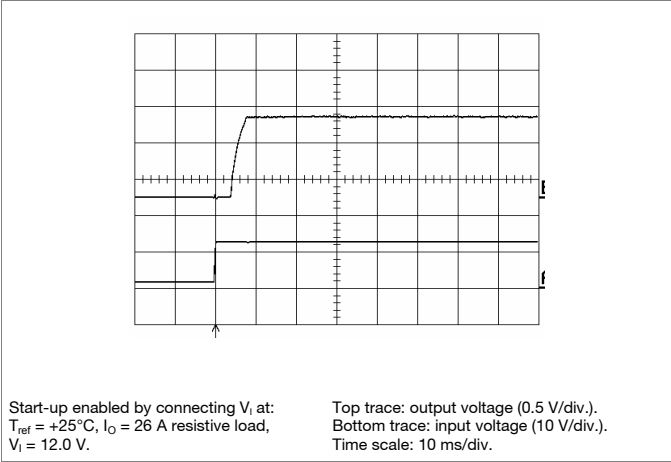 Start-up enabled by connecting VI at:
Tref = +25°C, IO = 26 A resistive load,
VI = 12.0 V.
Top trace: output voltage (0.5 V/div.).
Bottom trace: input voltage (10 V/div.).
Time scale: 10 ms/div.